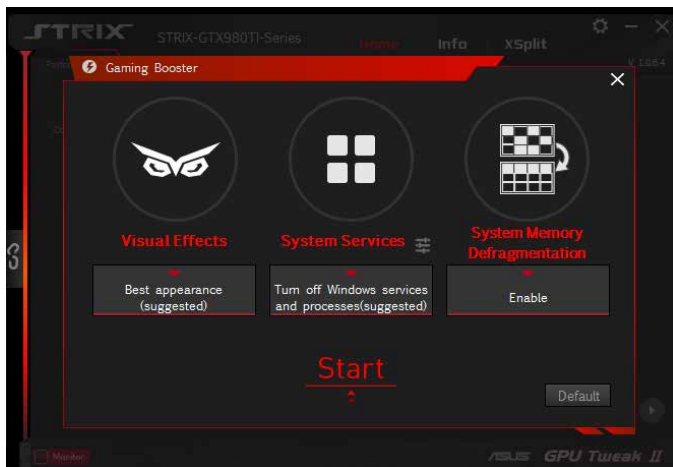 STRIX
STRIX-GTX980TI-Series
Home
Info
XSplit
V 1.0.6.4
Gaming Booster
Visual Effects
System Services
System Memory
Defragmentation
Best appearance
(suggested)
Turn off Windows services
and processes(suggested)
Enable
Start
Default
Monitor
ASUS GPU Tweak II